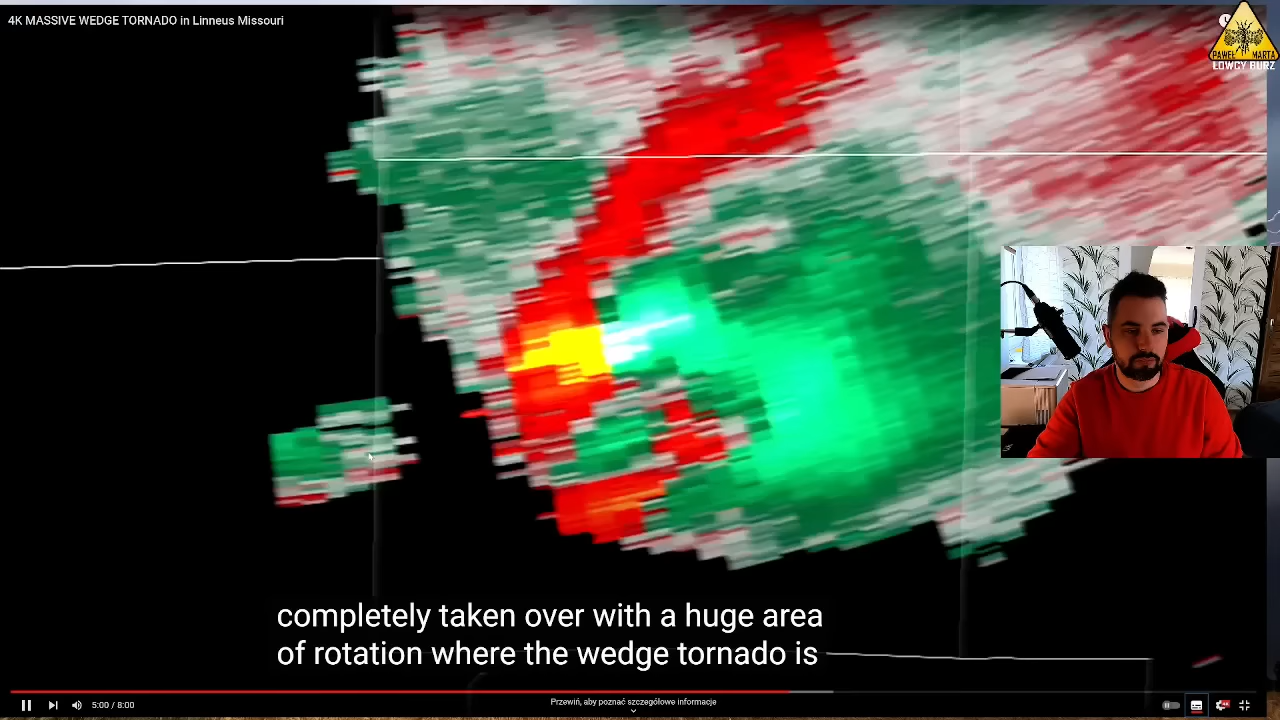 4K MASSIVE WEDGE TORNADO in Linneus Missouri
PAWEŁ MARTA
ŁOWCY BURZ
completely taken over with a huge area
of rotation where the wedge tornado is
5:00 / 8:00
Przewiń, aby poznać szczegółowe informacje